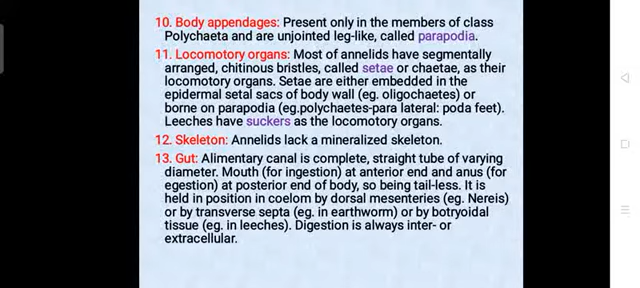 10. Body appendages: Present only in the members of class
Polychaeta and are unjointed leg-like, called parapodia.
11. Locomotory organs: Most of annelids have segmentally
arranged, chitinous bristles, called setae or chaetae, as their
locomotory organs. Setae are either embedded in the
epidermal setal sacs of body wall (eg. oligochaetes) or
borne on parapodia (eg.polychaetes-para lateral: poda feet).
Leeches have suckers as the locomotory organs.
12. Skeleton: Annelids lack a mineralized skeleton.
13. Gut: Alimentary canal is complete, straight tube of varying
diameter. Mouth (for ingestion) at anterior end and anus (for
egestion) at posterior end of body, so being tail-less. It is
held in position in coelom by dorsal mesenteries (eg. Nereis)
or by transverse septa (eg. in earthworm) or by botryoidal
tissue (eg. in leeches). Digestion is always inter- or
extracellular.